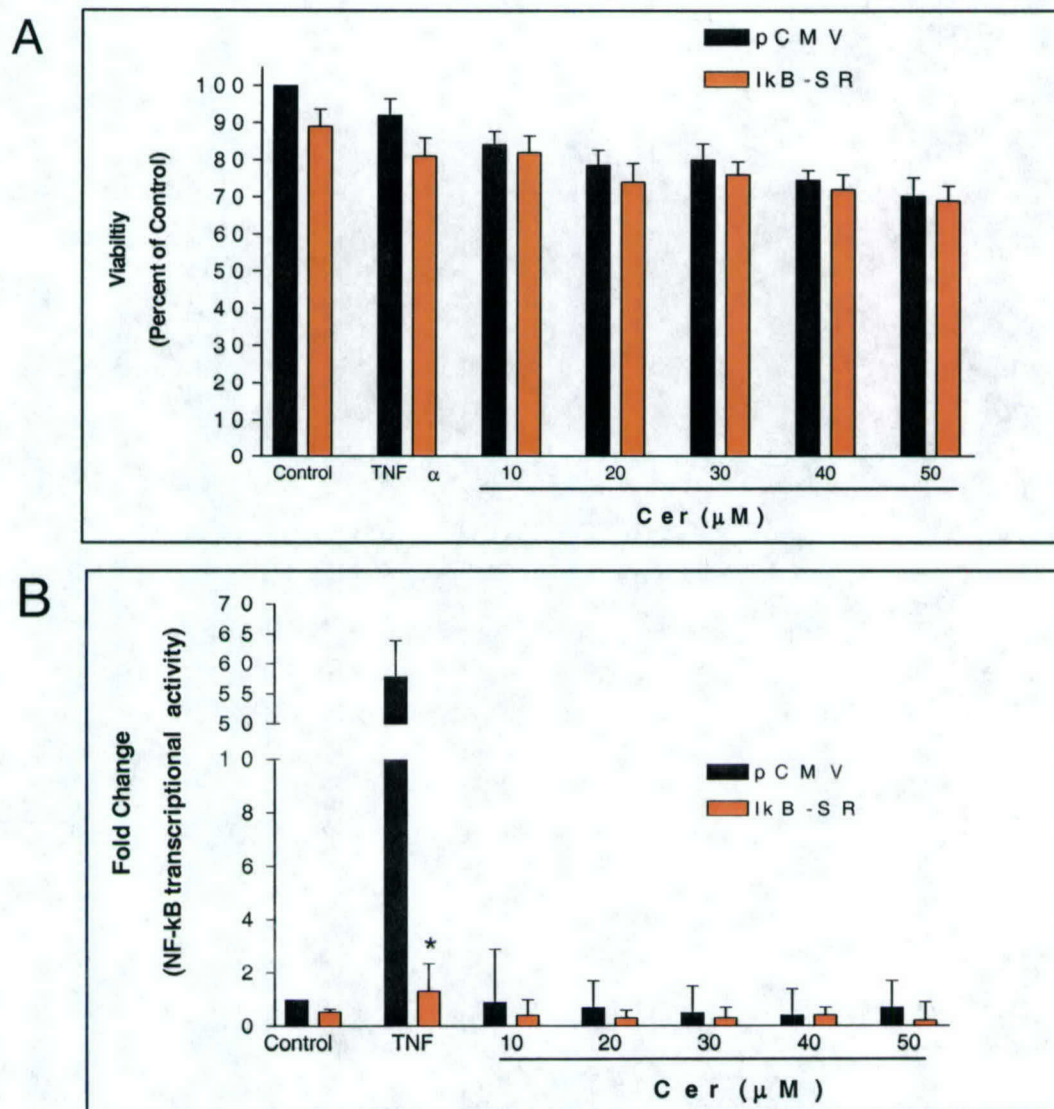 A
pCMV
IkB-SR
Viabiltiy
(Percent of Control)
100
90
80
70
60
50
40
30
20
10
0
Control TNF α 10 20 30 40 50
Cer (μM)
B
Fold Change
(NF-kB transcriptional activity)
70
65
60
55
50
10
8
6
4
2
0
pCMV
IkB-SR
*
Control TNF 10 20 30 40 50
Cer (μM)